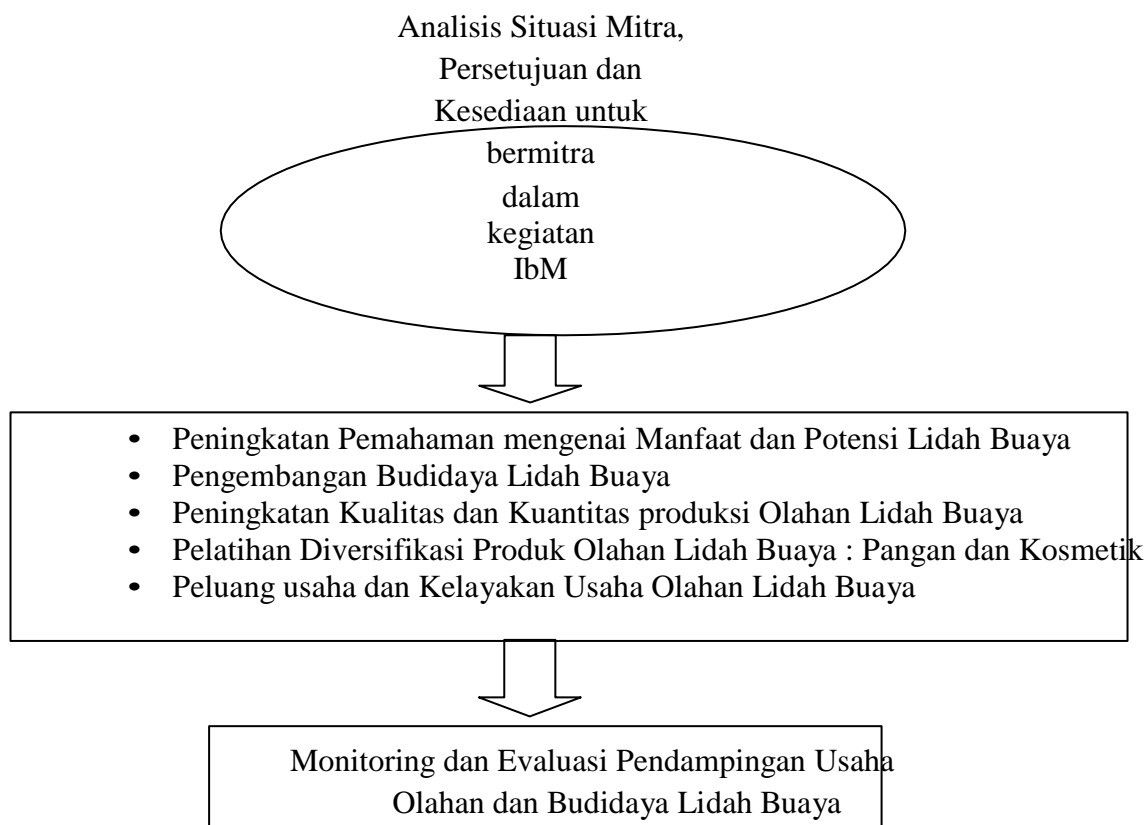 Analisis Situasi Mitra,
Persetujuan dan
Kesediaan untuk
bermitra
dalam
kegiatan
IbM
• Peningkatan Pemahaman mengenai Manfaat dan Potensi Lidah Buaya
• Pengembangan Budidaya Lidah Buaya
• Peningkatan Kualitas dan Kuantitas produksi Olahan Lidah Buaya
• Pelatihan Diversifikasi Produk Olahan Lidah Buaya : Pangan dan Kosmetik
• Peluang usaha dan Kelayakan Usaha Olahan Lidah Buaya
Monitoring dan Evaluasi Pendampingan Usaha
Olahan dan Budidaya Lidah Buaya